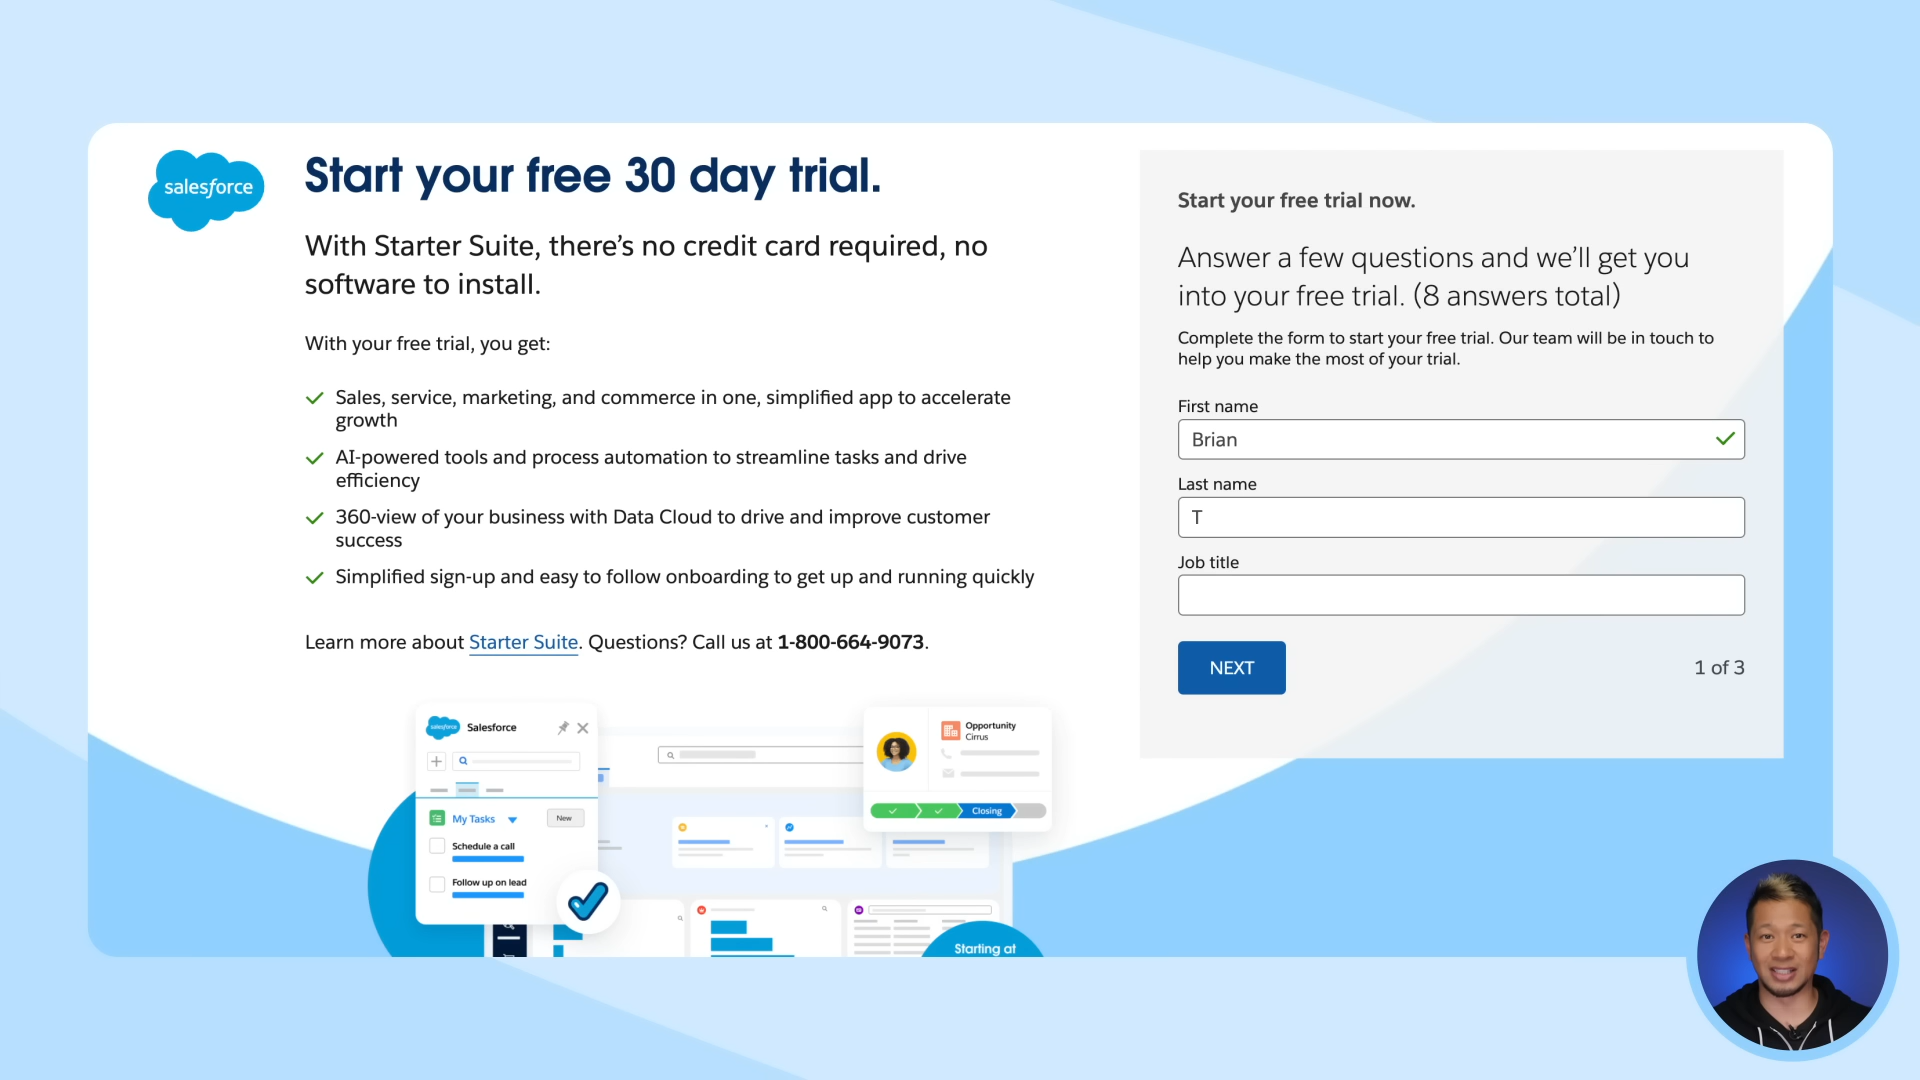 salesforce
Start your free 30 day trial.
With Starter Suite, there's no credit card required, no
software to install.
With your free trial, you get:
Sales, service, marketing, and commerce in one, simplified app to accelerate
growth
AI-powered tools and process automation to streamline tasks and drive
efficiency
360-view of your business with Data Cloud to drive and improve customer
success
Simplified sign-up and easy to follow onboarding to get up and running quickly
Learn more about Starter Suite. Questions? Call us at 1-800-664-9073.
salesforce
Salesforce
My Tasks
New
Schedule a call
Follow up on lead
Opportunity
Cirrus
Closing
Starting at
Start your free trial now.
Answer a few questions and we'll get you
into your free trial. (8 answers total)
Complete the form to start your free trial. Our team will be in touch to
help you make the most of your trial.
First name
Brian
Last name
T
Job title
NEXT
1 of 3